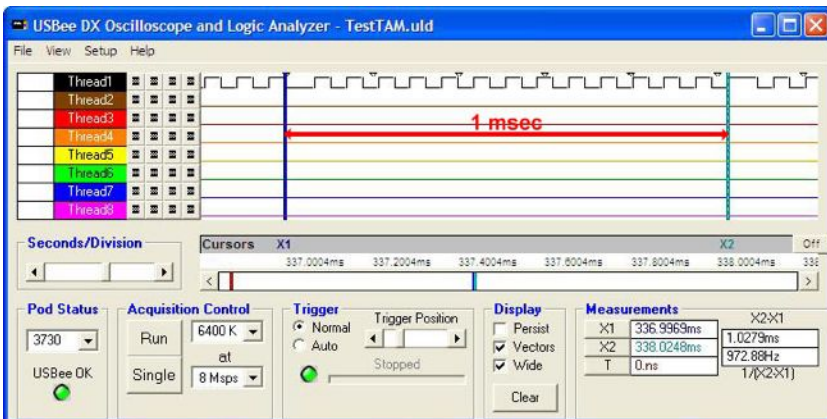 USBee DX Oscilloscope and Logic Analyzer - TestTAM.uld
File View Setup Help
Thread1
Thread2
Thread3
Thread4
Thread5
Thread6
Thread7
Thread8
1 msec
Seconds/Division
Cursors X1 X2 Off
337.0004ms 337.2004ms 337.4004ms 337.6004ms 337.8004ms 338.0004ms 338
Pod Status
3730
USBee OK
Acquisition Control
Run
6400 K
at
Single
8 Msps
Trigger
Normal
Auto
Trigger Position
Stopped
Display
Persist
Vectors
Wide
Clear
Measurements
X2-X1
X1 336.9969ms
1.0279ms
X2 338.0248ms
972.88Hz
T 0.ns
1/(X2-X1)